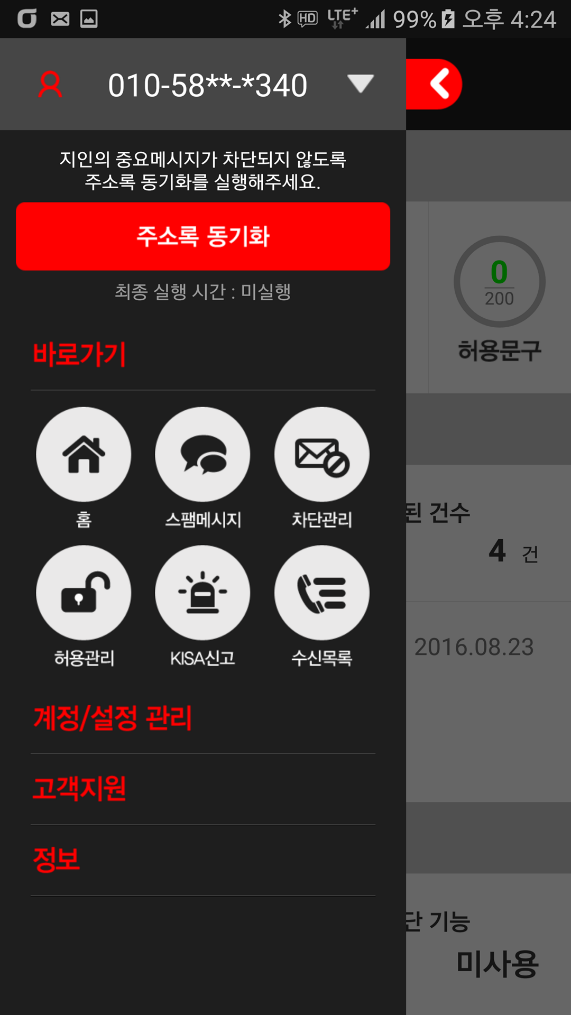 HD LTE+ 99% 오후 4:24
010-58**-*340
지인의 중요메시지가 차단되지 않도록
주소록 동기화를 실행해주세요.
주소록 동기화
최종 실행 시간 : 미실행
바로가기
홈
스팸메시지
차단관리
허용관리
KISA신고
수신목록
계정/설정 관리
고객지원
정보
0
200
허용문구
된 건수
4 건
2016.08.23
단 기능
미사용